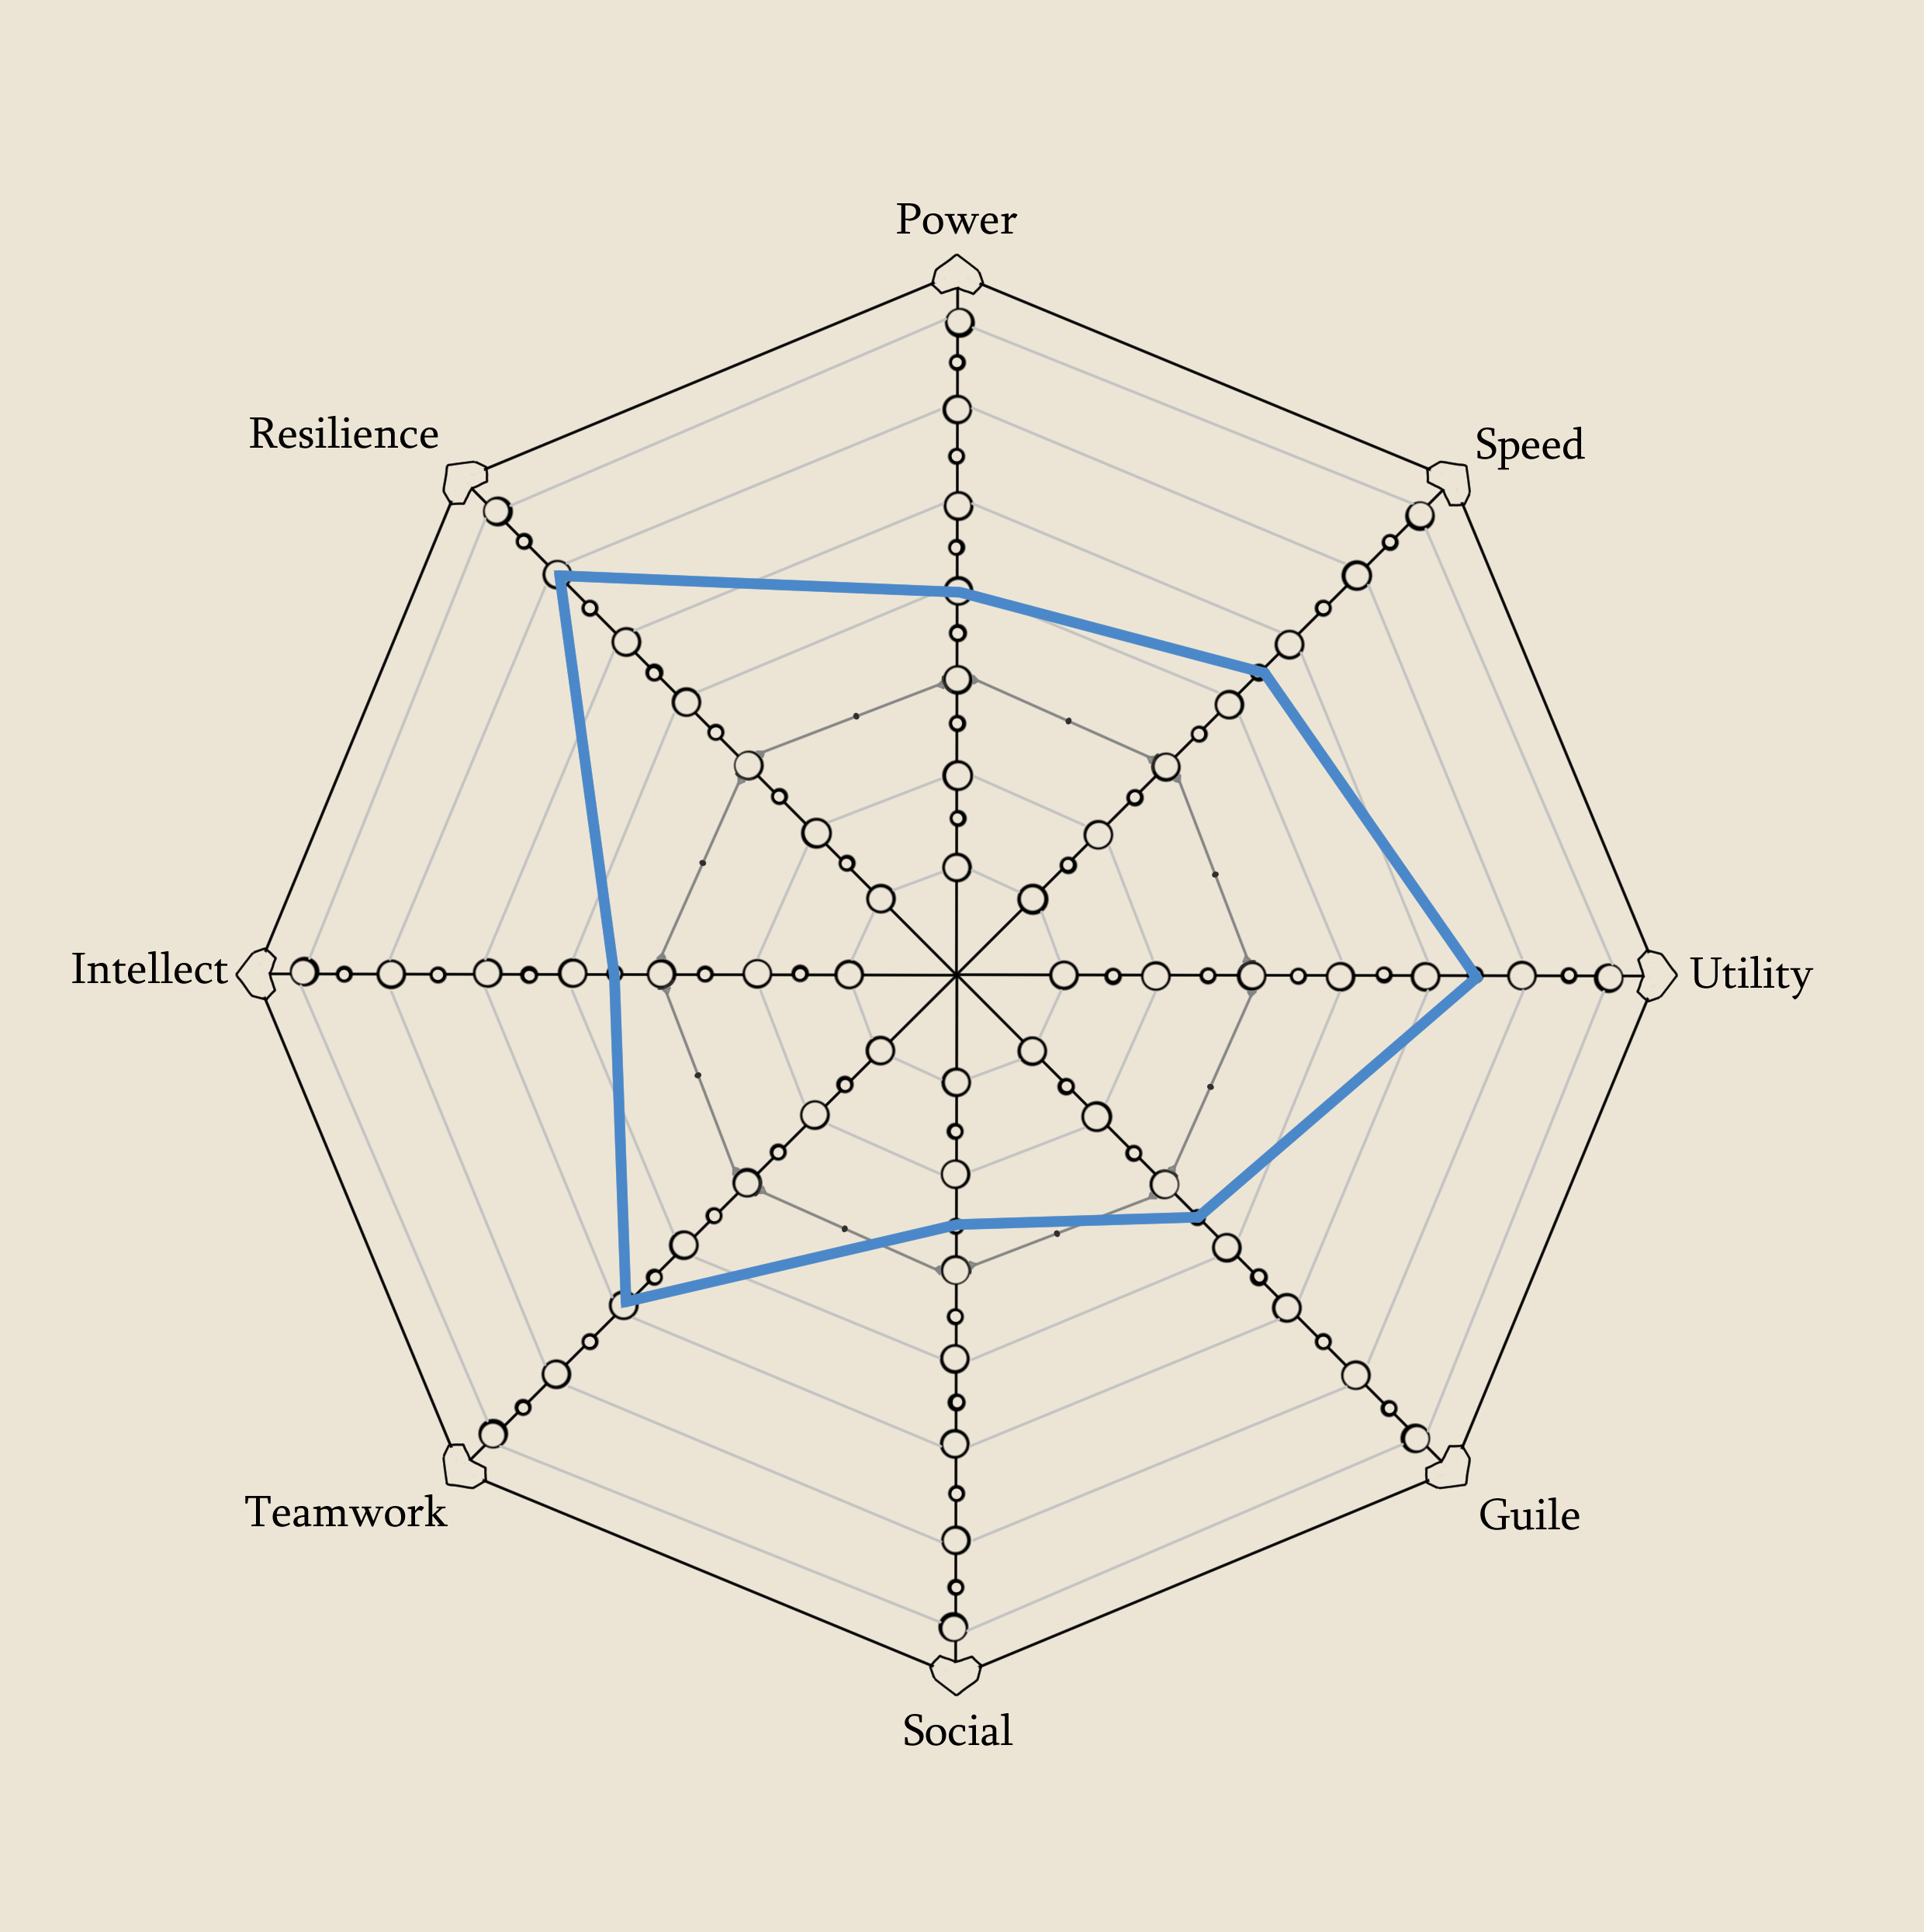 Power
Resilience
Speed
Intellect
Utility
Teamwork
Guile
Social